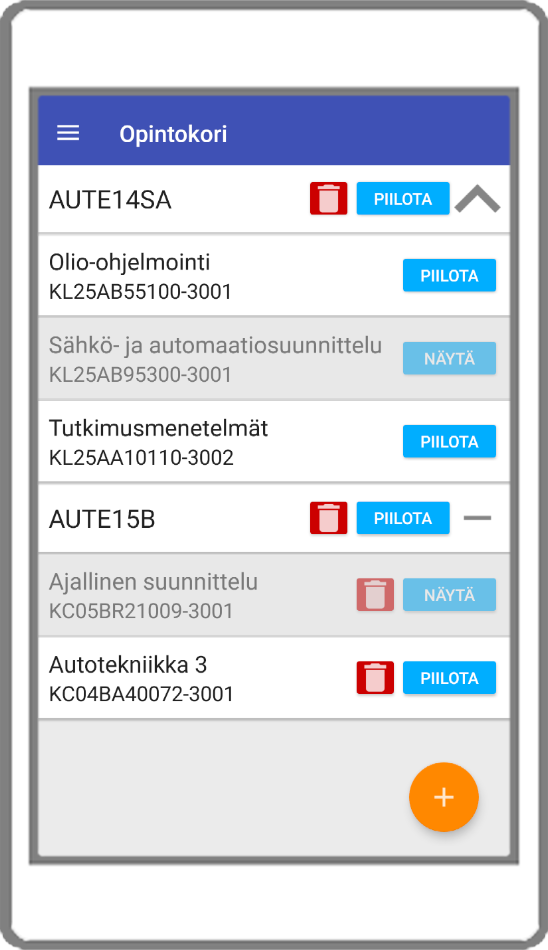 Opintokori
AUTE14SA PIILOTA
Olio-ohjelmointi
KL25AB55100-3001
PIILOTA
Sähkö- ja automaatiosuunnittelu
KL25AB95300-3001
NÄYTÄ
Tutkimusmenetelmät
KL25AA10110-3002
PIILOTA
AUTE15B PIILOTA
Ajallinen suunnittelu
KC05BR21009-3001
NÄYTÄ
Autotekniikka 3
KC04BA40072-3001
PIILOTA